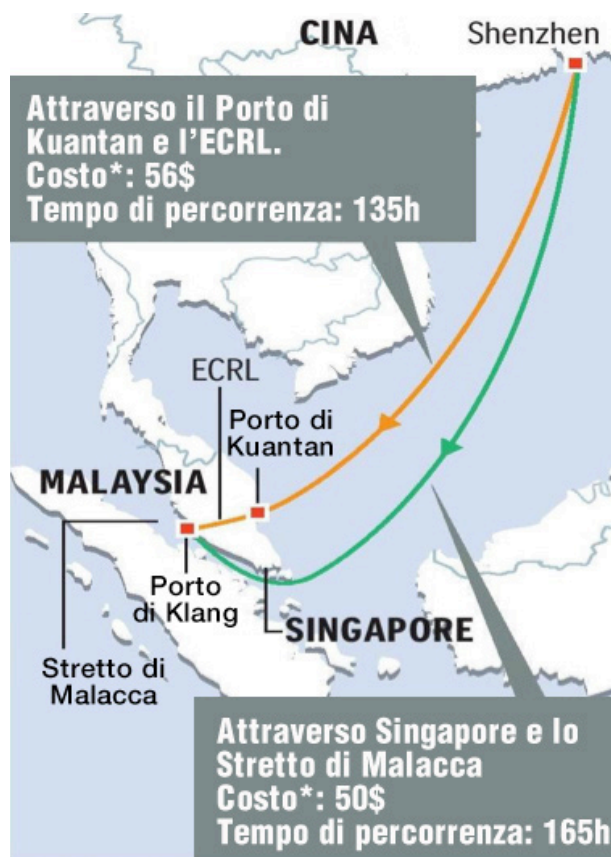 CINA
Shenzhen
Attraverso il Porto di
Kuantan e l'ECRL.
Costo*: 56$
Tempo di percorrenza: 135h
ECRL
Porto di
Kuantan
MALAYSIA
Porto
di Klang
SINGAPORE
Stretto di
Malacca
Attraverso Singapore e lo
Stretto di Malacca
Costo*: 50$
Tempo di percorrenza: 165h